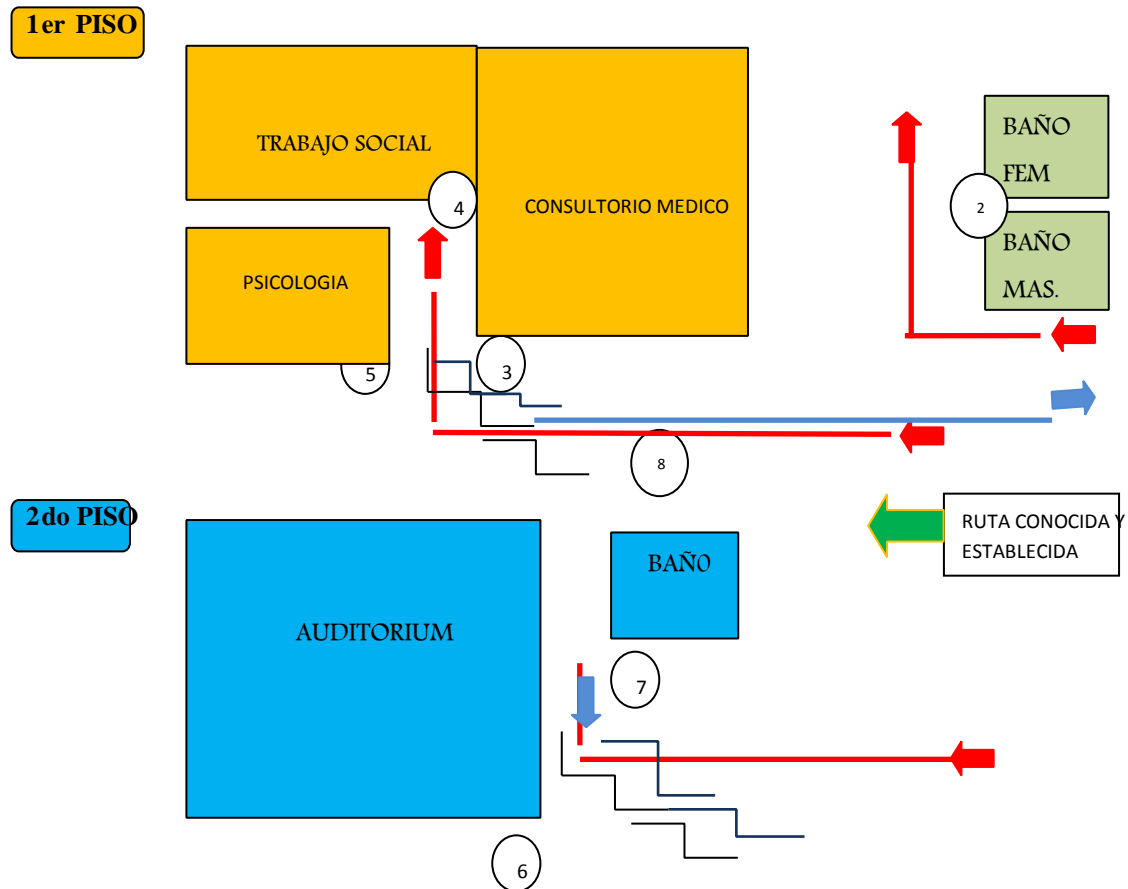 1er PISO
TRABAJO SOCIAL
CONSULTORIO MEDICO
BAÑO
FEM
2
BAÑO
MAS.
4
PSICOLOGIA
5
3
8
2do PISO
RUTA CONOCIDA Y
ESTABLECIDA
AUDITORIUM
BAÑO
7
6